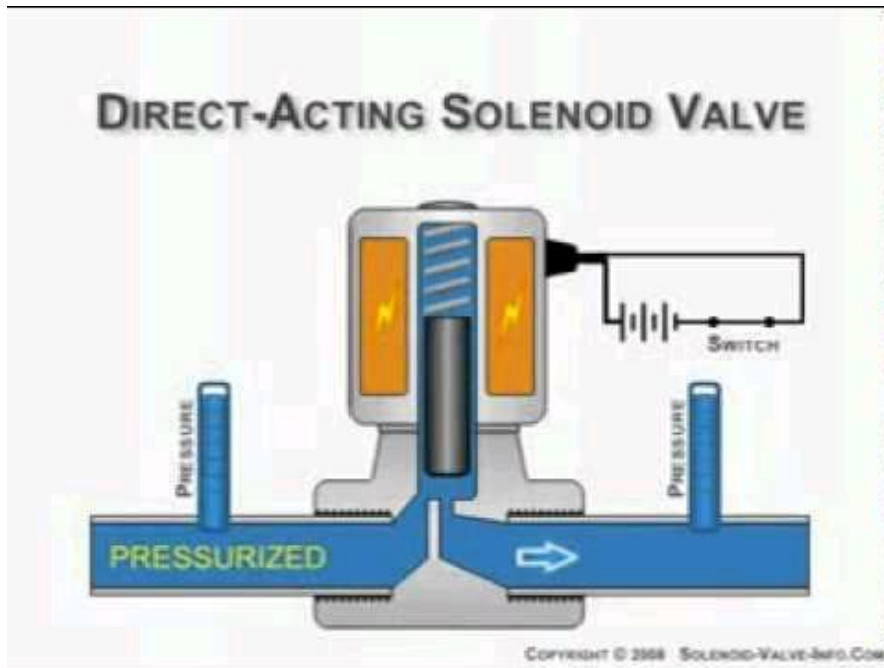 DIRECT-ACTING SOLENOID VALVE
SWITCH
PRESSURE
PRESSURE
PRESSURIZED
COPYRIGHT © 2008 SOLENOID-VALVE-INFO.COM